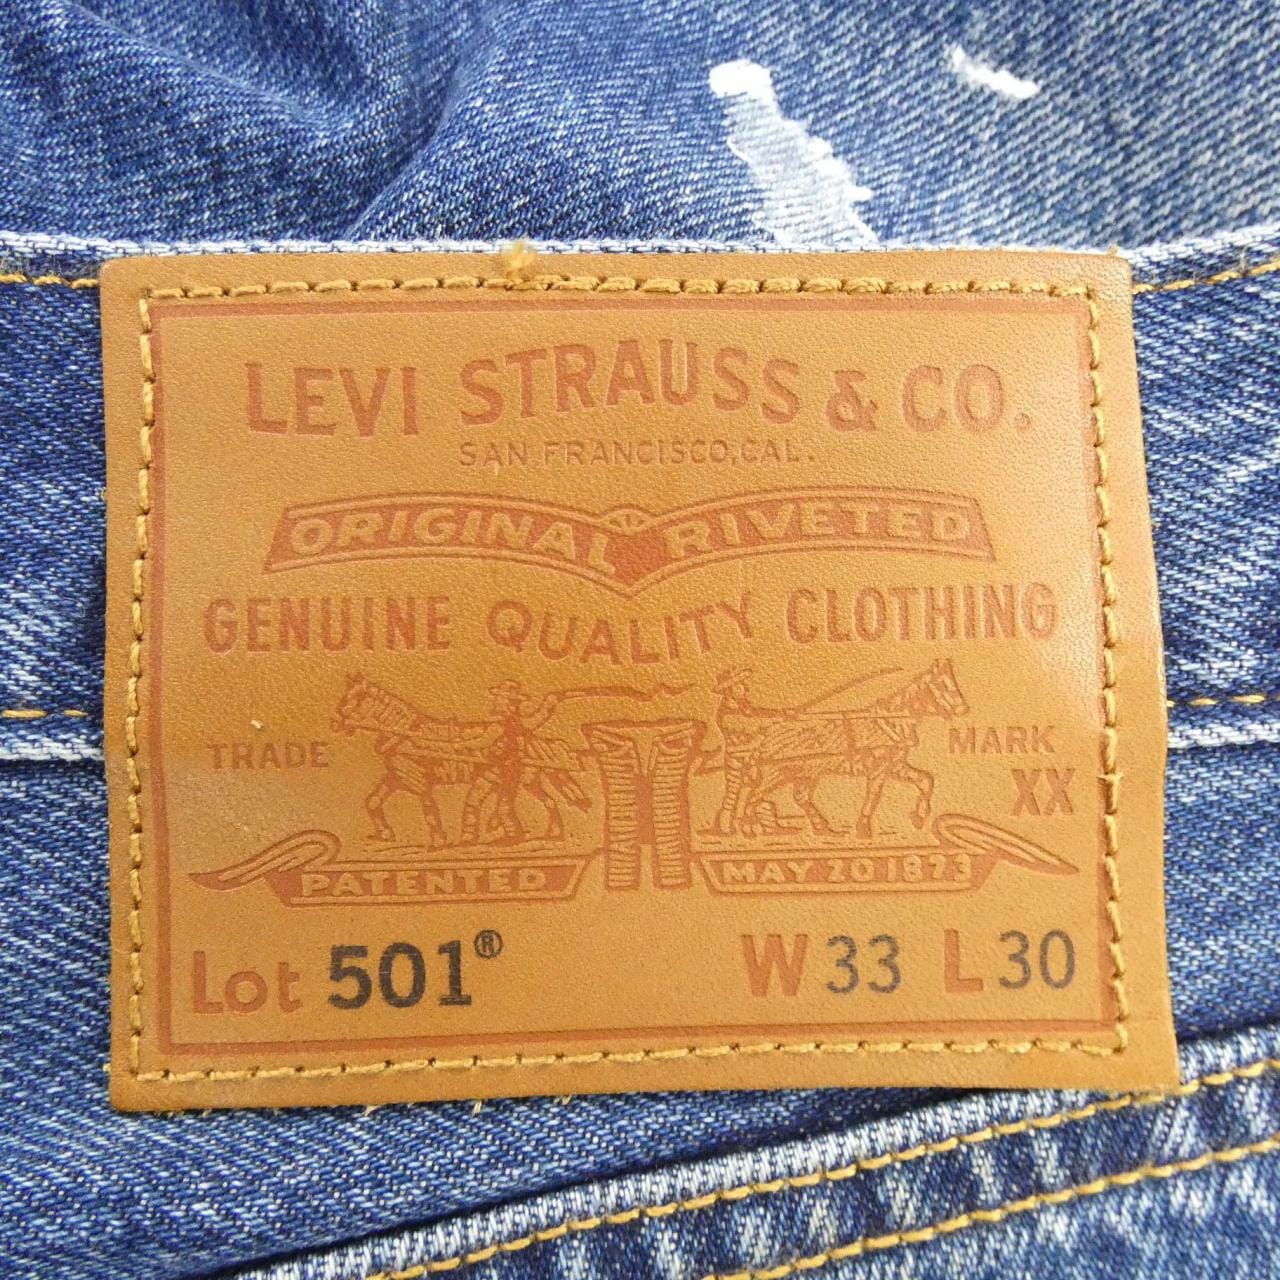 LEVI STRAUSS & CO.
SAN FRANCISCO, CAL.
ORIGINAL RIVETED
GENUINE QUALITY CLOTHING
TRADE MARK
XX
PATENTED MAY 20 1873
Lot 501® W 33 L 30